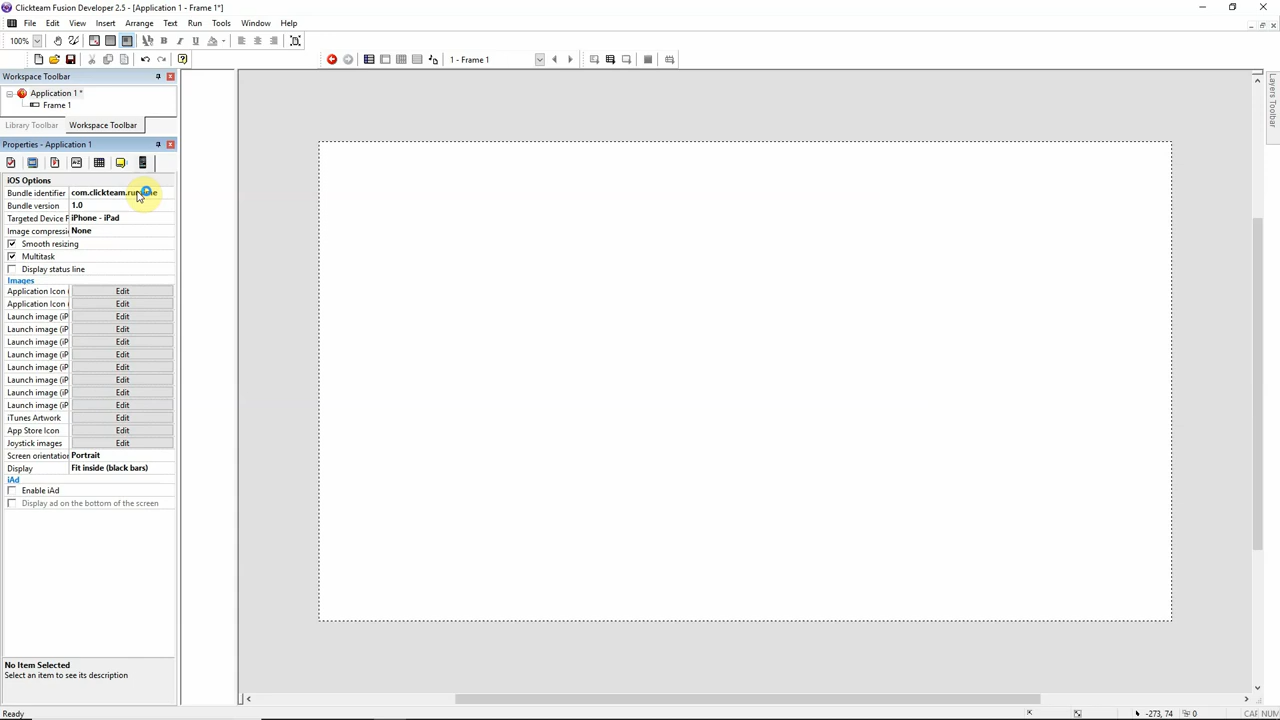 Clickteam Fusion Developer 2.5 - [Application 1 - Frame 1*]
File Edit View Insert Arrange Text Run Tools Window Help
100%
1 - Frame 1
Workspace Toolbar
Application 1 *
Frame 1
Library Toolbar Workspace Toolbar
Properties - Application 1
iOS Options
Bundle identifier com.clickteam.runtime
Bundle version 1.0
Targeted Device F iPhone - iPad
Image compressi None
Smooth resizing
Multitask
Display status line
Images
Application Icon ( Edit
Application Icon ( Edit
Launch image (iP Edit
Launch image (iP Edit
Launch image (iP Edit
Launch image (iP Edit
Launch image (iP Edit
Launch image (iP Edit
Launch image (iP Edit
Launch image (iP Edit
iTunes Artwork Edit
App Store Icon Edit
Joystick images Edit
Screen orientation Portrait
Display Fit inside (black bars)
iAd
Enable iAd
Display ad on the bottom of the screen
No Item Selected
Select an item to see its description
Layers Toolbar
Ready
-273, 74
0
CAP NUM